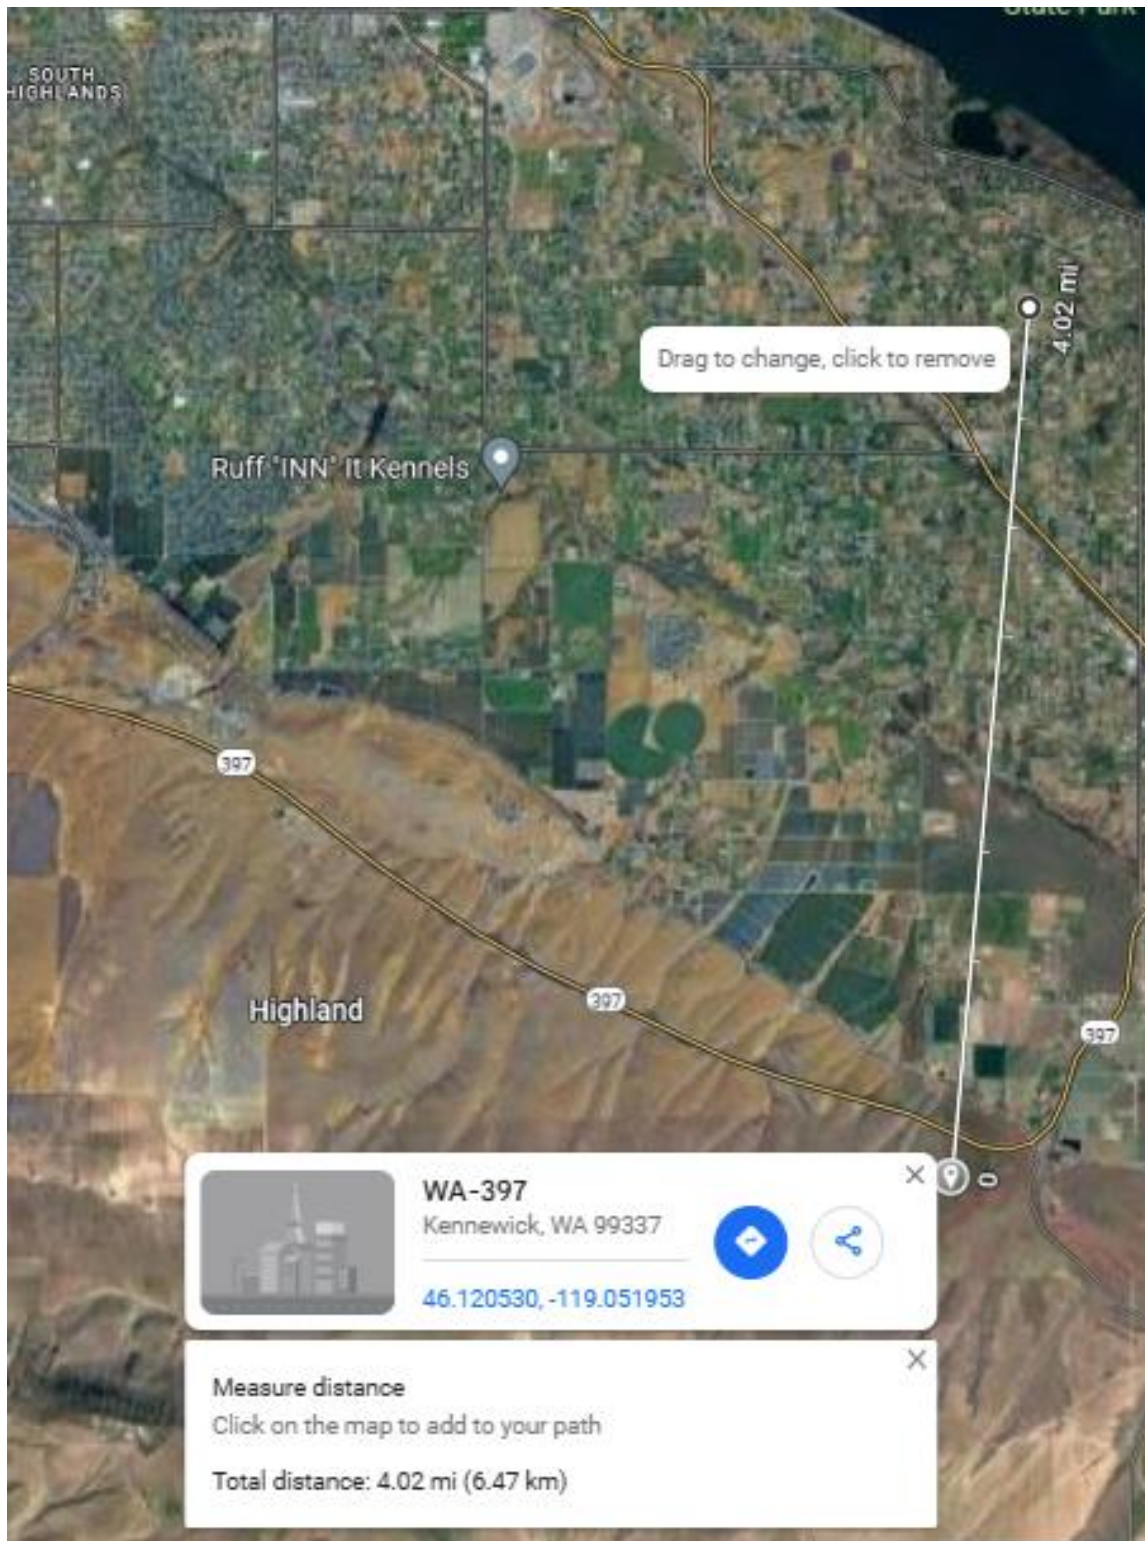 State Park
SOUTH
HIGHLANDS
4.02 mi
Drag to change, click to remove
Ruff "INN" It Kennels
397
397
Highland
397
0
WA-397
Kennewick, WA 99337
46.120530, -119.051953
Measure distance
Click on the map to add to your path
Total distance: 4.02 mi (6.47 km)